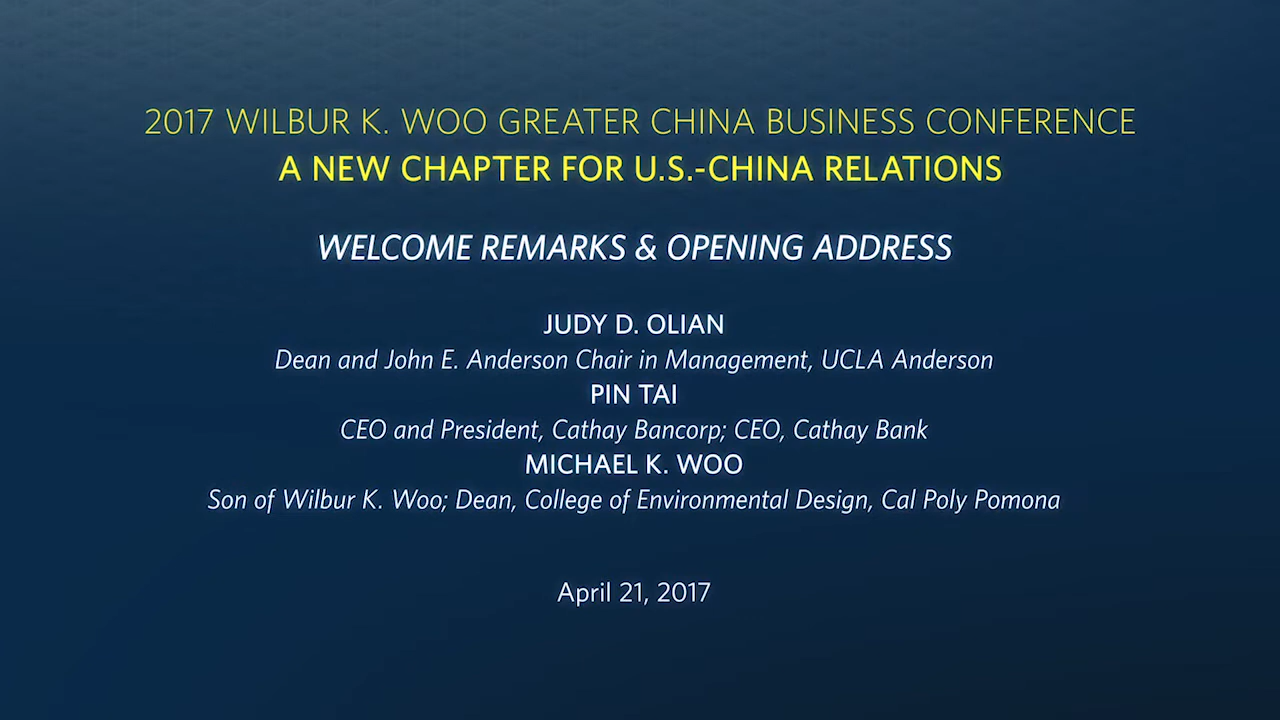 2017 WILBUR K. WOO GREATER CHINA BUSINESS CONFERENCE
A NEW CHAPTER FOR U.S.-CHINA RELATIONS
WELCOME REMARKS & OPENING ADDRESS
JUDY D. OLIAN
Dean and John E. Anderson Chair in Management, UCLA Anderson
PIN TAI
CEO and President, Cathay Bancorp; CEO, Cathay Bank
MICHAEL K. WOO
Son of Wilbur K. Woo; Dean, College of Environmental Design, Cal Poly Pomona
April 21, 2017